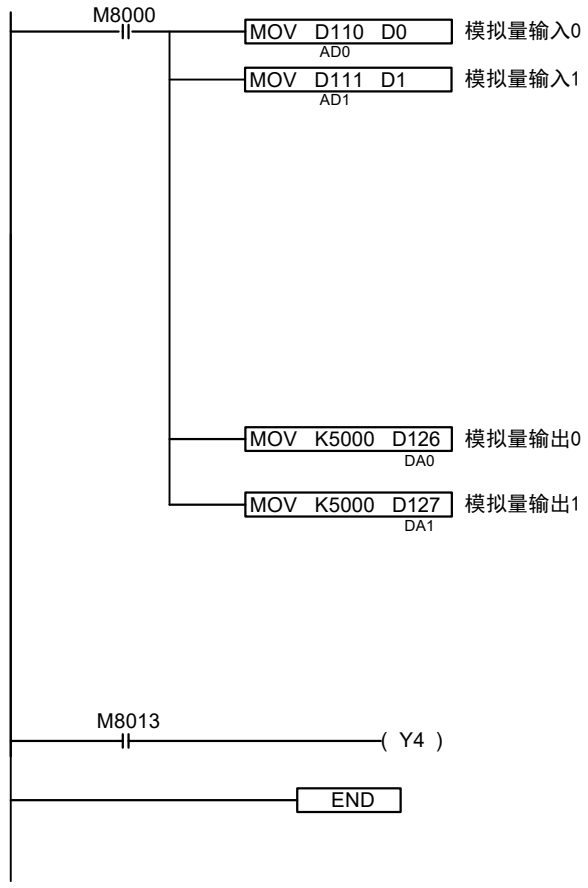 M8000
MOV D110 D0 模拟量输入0
AD0
MOV D111 D1 模拟量输入1
AD1
MOV K5000 D126 模拟量输出0
DA0
MOV K5000 D127 模拟量输出1
DA1
M8013
( Y4 )
END